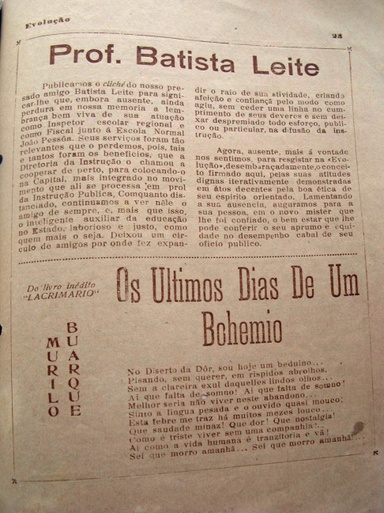 Evolução
25
Prof. Batista Leite
Publicamos o cliché do nosso pre-
sado amigo Batista Leite para signi-
ficar-lhe que, embora ausente, ainda
perdura em nossa memoria a lem-
brança bem viva de sua atuação
como Inspetor escolar regional e
como Fiscal junto á Escola Normal
João Pessôa. Seus serviços foram tão
relevantes que o perdemos, pois, tais
e tantos foram os beneficios, que a
Diretoria da Instrução o chamou a
cooperar de perto, para colocando-o
na Capital, mais integrado no movi-
mento que ali se processa em prol
da Instrução Publica. Comquanto dis-
tanciado, continuamos a ver nêle o
amigo de sempre, e, mais que isso,
o inteligente auxiliar da educação
no Estado, laborioso e justo, como
quem mais o seja. Deixou um cir-
culo de amigos por onde fez expan-
dir o raio de sua atividade, criando
afeição e confiança pelo modo como
agiu, sem ceder uma linha no cum-
primento de seus deveres e sem dei-
xar despremiado todo esforço, publi-
co ou particular, na difusão da ins-
trução.
Agora, ausente, mais á vontade
nos sentimos, para registar na «Evo-
lução», desembaraçadamente, o concei-
to firmado aqui, pelas suas atitudes
dignas iterativamente demonstradas
em átos decentes pela boa ética de
seu espirito orientado. Lamentando
a sua ausencia, auguramos para a
sua pessoa, em o novo mister que
lhe foi confiado, o bem estar que lhe
pode conferir o seu aprumo e equi-
dade no desempenho cabal de seu
oficio publico.
Do livro inédito
"LACRIMARIO"
MURILO
BUARQUE
Os Ultimos Dias De Um
Bohemio
No Diserto da Dôr, sou hoje um beduino...
Pisando, sem querer, em rispidos abrolhos.
Sem a clareira exul daquelles lindos olhos...
Ai que falta de somno! Ai que falta de somno!
Melhor seria não viver neste abandono...
Sinto a lingua pesada e o ouvido quasi mouco;
Esta febre me traz há muitos mezes louco...
Que saudade minaz! Que dor! Que nostalgia!
Como é triste viver sem uma companhia!...
Ai como a vida humana é tranzitoria e vã!
Sei que morro amanhã... Sei que morro amanhã...